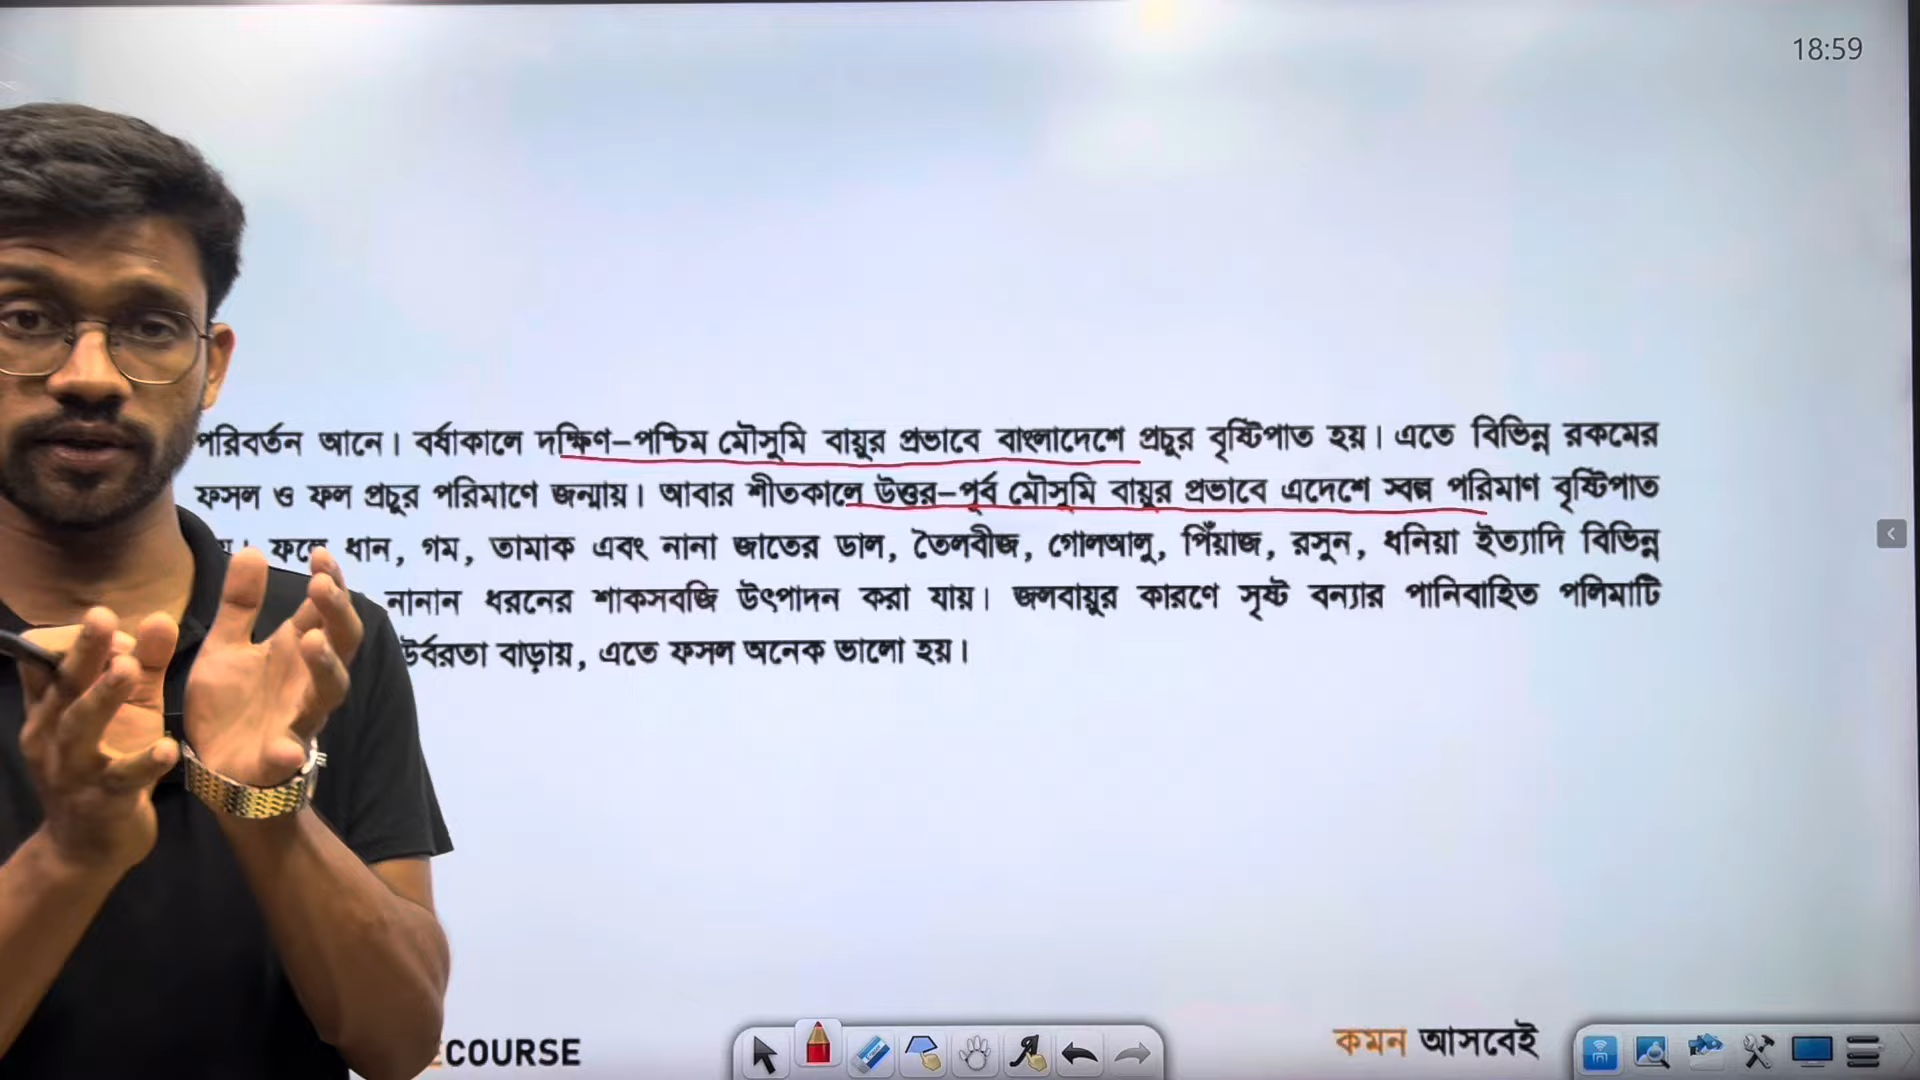 18:59
পরিবর্তন আনে। বর্ষাকালে দক্ষিণ-পশ্চিম মৌসুমি বায়ুর প্রভাবে বাংলাদেশে প্রচুর বৃষ্টিপাত হয়। এতে বিভিন্ন রকমের
ফসল ও ফল প্রচুর পরিমাণে জন্মায়। আবার শীতকালে উত্তর-পূর্ব মৌসুমি বায়ুর প্রভাবে এদেশে স্বল্প পরিমাণ বৃষ্টিপাত
ফলে ধান, গম, তামাক এবং নানা জাতের ডাল, তৈলবীজ, গোলআলু, পিঁয়াজ, রসুন, ধনিয়া ইত্যাদি বিভিন্ন
নানান ধরনের শাকসবজি উৎপাদন করা যায়। জলবায়ুর কারণে সৃষ্ট বন্যার পানিবাহিত পলিমাটি
উর্বরতা বাড়ায়, এতে ফসল অনেক ভালো হয়।
ECOURSE
কমন আসবেই